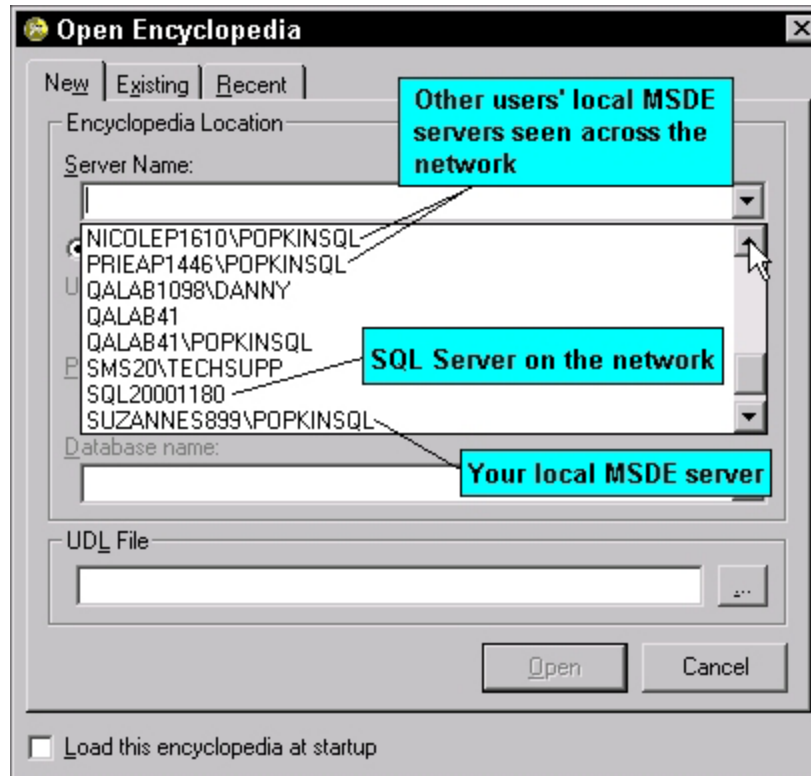 Open Encyclopedia
New Existing Recent
Other users' local MSDE
servers seen across the
network
Encyclopedia Location
Server Name:
NICOLEP1610\POPKINSQL
PRIEAP1446\POPKINSQL
U
QALAB1098\DANNY
QALAB41
QALAB41\POPKINSQL
P
SMS20\TECHSUPP
SQL Server on the network
SQL20001180
SUZANNES899\POPKINSQL
Database name:
Your local MSDE server
UDL File
...
Open Cancel
Load this encyclopedia at startup